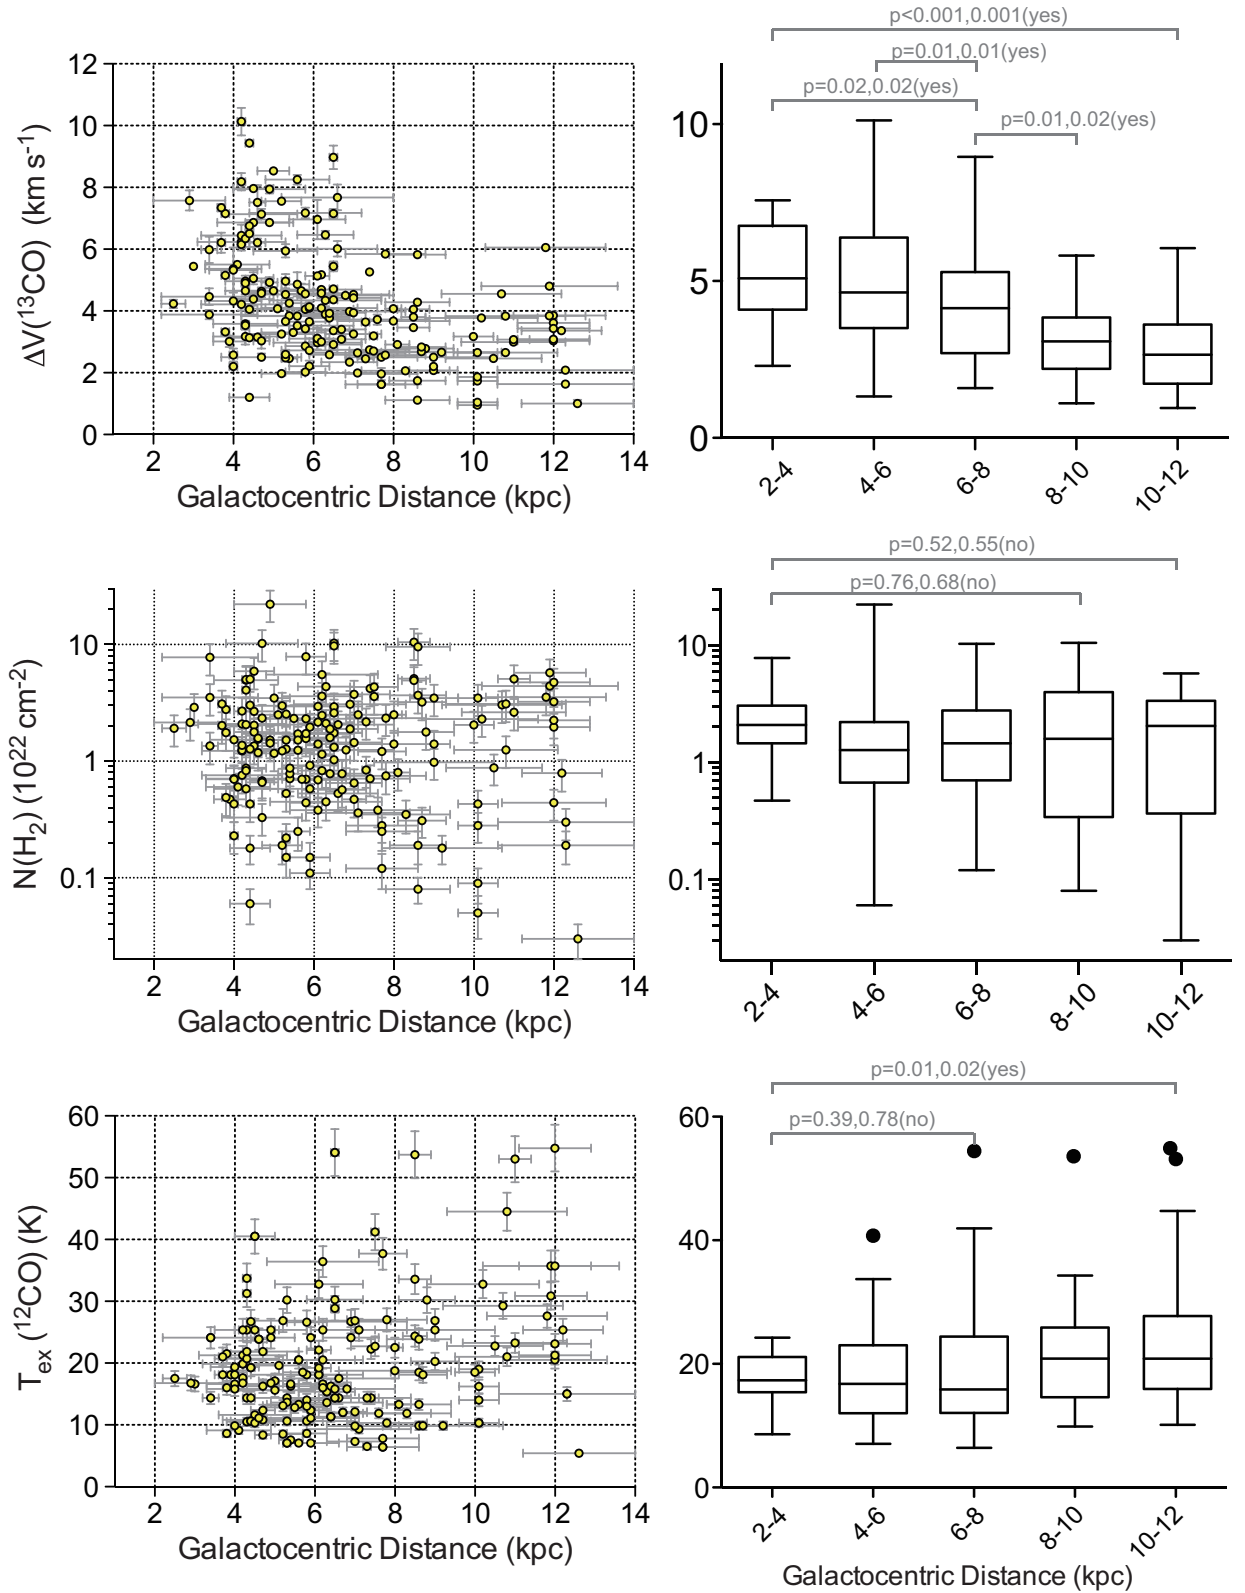 p<0.001,0.001(yes)
p=0.01,0.01(yes)
p=0.02,0.02(yes)
p=0.01,0.02(yes)
ΔV(¹³CO) (km s⁻¹)
12
10
8
6
4
2
0
2 4 6 8 10 12 14
Galactocentric Distance (kpc)
10
5
0
2-4 4-6 6-8 8-10 10-12
p=0.52,0.55(no)
p=0.76,0.68(no)
N(H₂) (10²² cm⁻²)
10
1
0.1
2 4 6 8 10 12 14
Galactocentric Distance (kpc)
10
1
0.1
2-4 4-6 6-8 8-10 10-12
p=0.01,0.02(yes)
p=0.39,0.78(no)
Tₑₓ (¹²CO) (K)
60
50
40
30
20
10
0
2 4 6 8 10 12 14
Galactocentric Distance (kpc)
60
40
20
0
2-4 4-6 6-8 8-10 10-12
Galactocentric Distance (kpc)